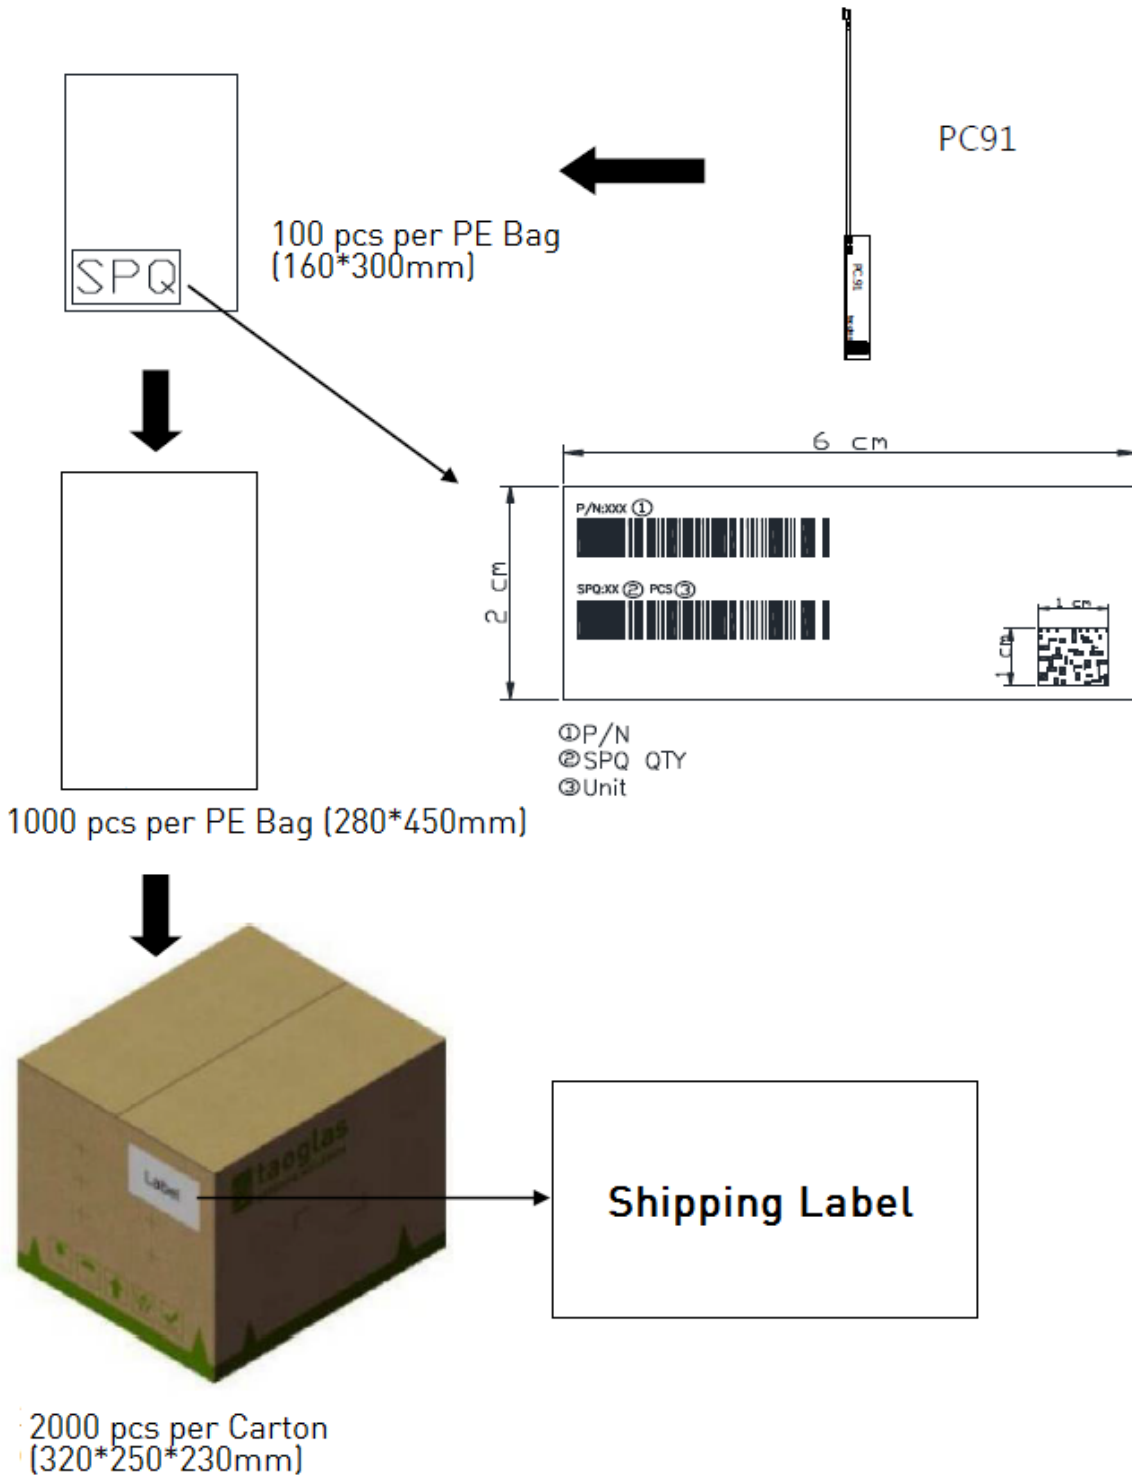 PC91
100 pcs per PE Bag
(160*300mm)
SPQ
PC.91
6 cm
P/N:XXX ①
2 cm
SPQ:XX ② PCS ③
1 cm
1 cm
①P/N
②SPQ QTY
③Unit
1000 pcs per PE Bag (280*450mm)
taoglas
Label
Shipping Label
2000 pcs per Carton
(320*250*230mm)